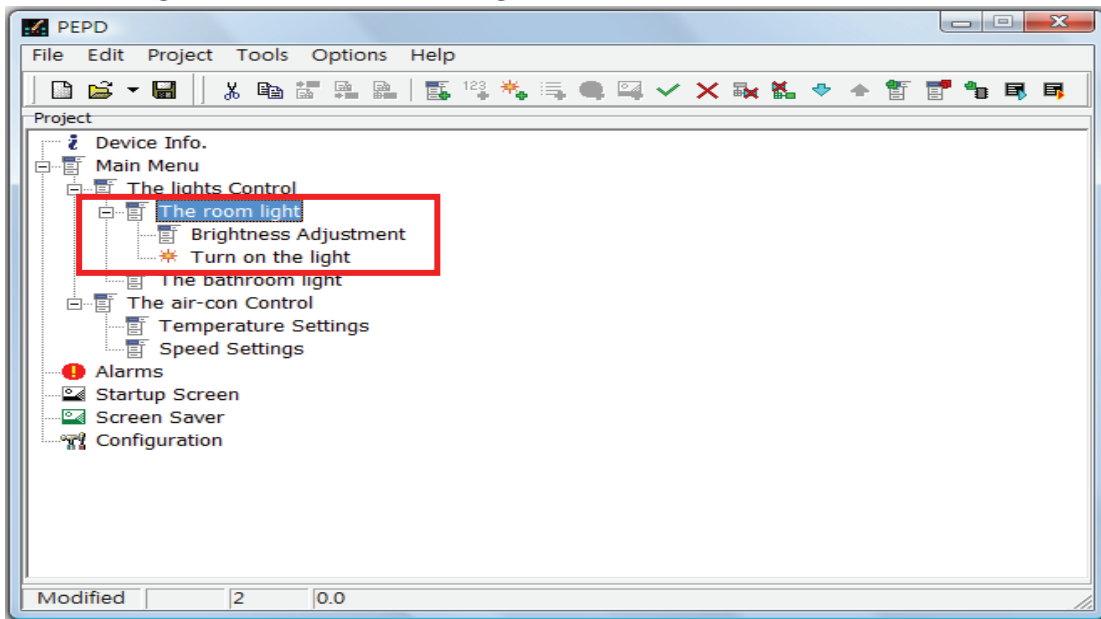 PEPD
File Edit Project Tools Options Help
123
Project
Device Info.
Main Menu
The lights Control
The room light
Brightness Adjustment
Turn on the light
The bathroom light
The air-con Control
Temperature Settings
Speed Settings
Alarms
Startup Screen
Screen Saver
Configuration
Modified 2 0.0